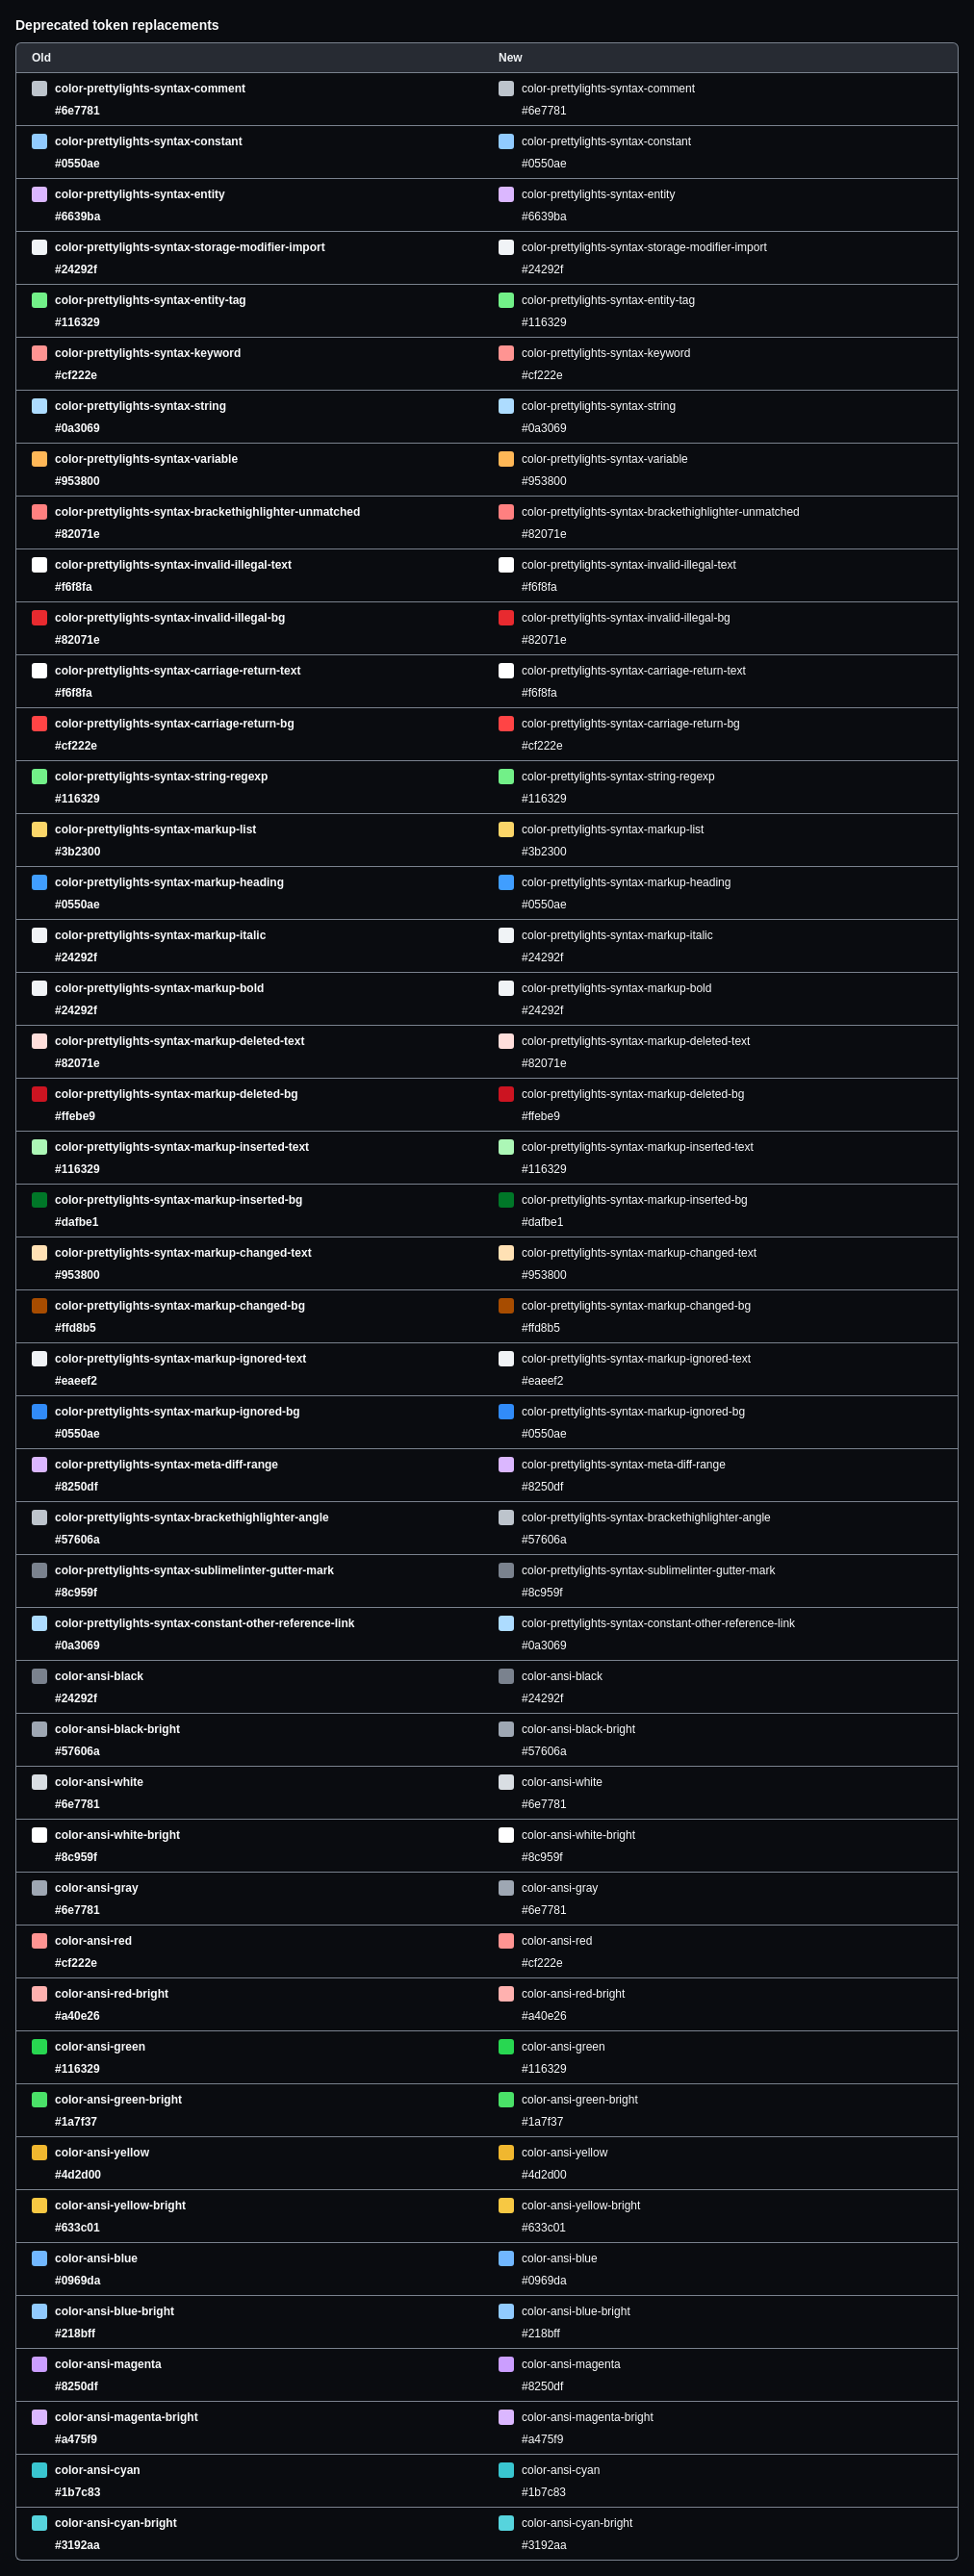 Deprecated token replacements
Old New
color-prettylights-syntax-comment color-prettylights-syntax-comment
#6e7781 #6e7781
color-prettylights-syntax-constant color-prettylights-syntax-constant
#0550ae #0550ae
color-prettylights-syntax-entity color-prettylights-syntax-entity
#6639ba #6639ba
color-prettylights-syntax-storage-modifier-import color-prettylights-syntax-storage-modifier-import
#24292f #24292f
color-prettylights-syntax-entity-tag color-prettylights-syntax-entity-tag
#116329 #116329
color-prettylights-syntax-keyword color-prettylights-syntax-keyword
#cf222e #cf222e
color-prettylights-syntax-string color-prettylights-syntax-string
#0a3069 #0a3069
color-prettylights-syntax-variable color-prettylights-syntax-variable
#953800 #953800
color-prettylights-syntax-brackethighlighter-unmatched color-prettylights-syntax-brackethighlighter-unmatched
#82071e #82071e
color-prettylights-syntax-invalid-illegal-text color-prettylights-syntax-invalid-illegal-text
#f6f8fa #f6f8fa
color-prettylights-syntax-invalid-illegal-bg color-prettylights-syntax-invalid-illegal-bg
#82071e #82071e
color-prettylights-syntax-carriage-return-text color-prettylights-syntax-carriage-return-text
#f6f8fa #f6f8fa
color-prettylights-syntax-carriage-return-bg color-prettylights-syntax-carriage-return-bg
#cf222e #cf222e
color-prettylights-syntax-string-regexp color-prettylights-syntax-string-regexp
#116329 #116329
color-prettylights-syntax-markup-list color-prettylights-syntax-markup-list
#3b2300 #3b2300
color-prettylights-syntax-markup-heading color-prettylights-syntax-markup-heading
#0550ae #0550ae
color-prettylights-syntax-markup-italic color-prettylights-syntax-markup-italic
#24292f #24292f
color-prettylights-syntax-markup-bold color-prettylights-syntax-markup-bold
#24292f #24292f
color-prettylights-syntax-markup-deleted-text color-prettylights-syntax-markup-deleted-text
#82071e #82071e
color-prettylights-syntax-markup-deleted-bg color-prettylights-syntax-markup-deleted-bg
#ffebe9 #ffebe9
color-prettylights-syntax-markup-inserted-text color-prettylights-syntax-markup-inserted-text
#116329 #116329
color-prettylights-syntax-markup-inserted-bg color-prettylights-syntax-markup-inserted-bg
#dafbe1 #dafbe1
color-prettylights-syntax-markup-changed-text color-prettylights-syntax-markup-changed-text
#953800 #953800
color-prettylights-syntax-markup-changed-bg color-prettylights-syntax-markup-changed-bg
#ffd8b5 #ffd8b5
color-prettylights-syntax-markup-ignored-text color-prettylights-syntax-markup-ignored-text
#eaeef2 #eaeef2
color-prettylights-syntax-markup-ignored-bg color-prettylights-syntax-markup-ignored-bg
#0550ae #0550ae
color-prettylights-syntax-meta-diff-range color-prettylights-syntax-meta-diff-range
#8250df #8250df
color-prettylights-syntax-brackethighlighter-angle color-prettylights-syntax-brackethighlighter-angle
#57606a #57606a
color-prettylights-syntax-sublimelinter-gutter-mark color-prettylights-syntax-sublimelinter-gutter-mark
#8c959f #8c959f
color-prettylights-syntax-constant-other-reference-link color-prettylights-syntax-constant-other-reference-link
#0a3069 #0a3069
color-ansi-black color-ansi-black
#24292f #24292f
color-ansi-black-bright color-ansi-black-bright
#57606a #57606a
color-ansi-white color-ansi-white
#6e7781 #6e7781
color-ansi-white-bright color-ansi-white-bright
#8c959f #8c959f
color-ansi-gray color-ansi-gray
#6e7781 #6e7781
color-ansi-red color-ansi-red
#cf222e #cf222e
color-ansi-red-bright color-ansi-red-bright
#a40e26 #a40e26
color-ansi-green color-ansi-green
#116329 #116329
color-ansi-green-bright color-ansi-green-bright
#1a7f37 #1a7f37
color-ansi-yellow color-ansi-yellow
#4d2d00 #4d2d00
color-ansi-yellow-bright color-ansi-yellow-bright
#633c01 #633c01
color-ansi-blue color-ansi-blue
#0969da #0969da
color-ansi-blue-bright color-ansi-blue-bright
#218bff #218bff
color-ansi-magenta color-ansi-magenta
#8250df #8250df
color-ansi-magenta-bright color-ansi-magenta-bright
#a475f9 #a475f9
color-ansi-cyan color-ansi-cyan
#1b7c83 #1b7c83
color-ansi-cyan-bright color-ansi-cyan-bright
#3192aa #3192aa